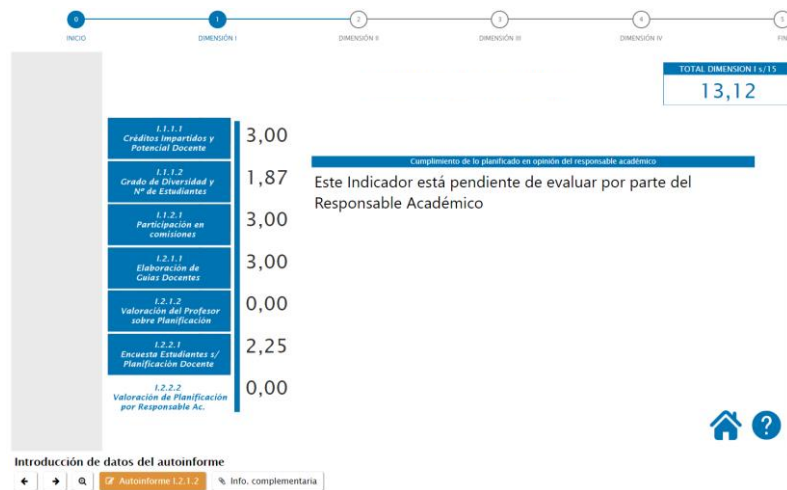 0
1
2
3
4
5
INICIO
DIMENSIÓN I
DIMENSIÓN II
DIMENSIÓN III
DIMENSIÓN IV
FIN
TOTAL DIMENSION I s/15
13,12
I.1.1.1
Créditos Impartidos y
Potencial Docente
3,00
I.1.1.2
Grado de Diversidad y
Nº de Estudiantes
1,87
I.1.2.1
Participación en
comisiones
3,00
I.2.1.1
Elaboración de
Guías Docentes
3,00
I.2.1.2
Valoración del Profesor
sobre Planificación
0,00
I.2.2.1
Encuesta Estudiantes s/
Planificación Docente
2,25
I.2.2.2
Valoración de Planificación
por Responsable Ac.
0,00
Cumplimiento de lo planificado en opinión del responsable académico
Este Indicador está pendiente de evaluar por parte del
Responsable Académico
?
Introducción de datos del autoinforme
Autoinforme I.2.1.2
Info. complementaria